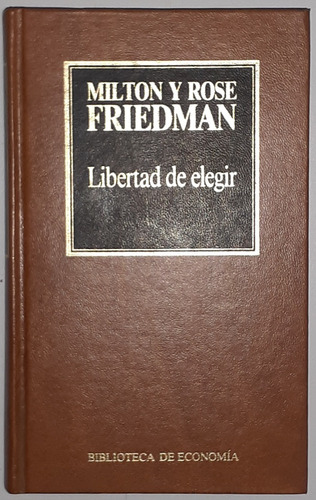 MILTON Y ROSE
FRIEDMAN
Libertad de elegir
BIBLIOTECA DE ECONOMÍA